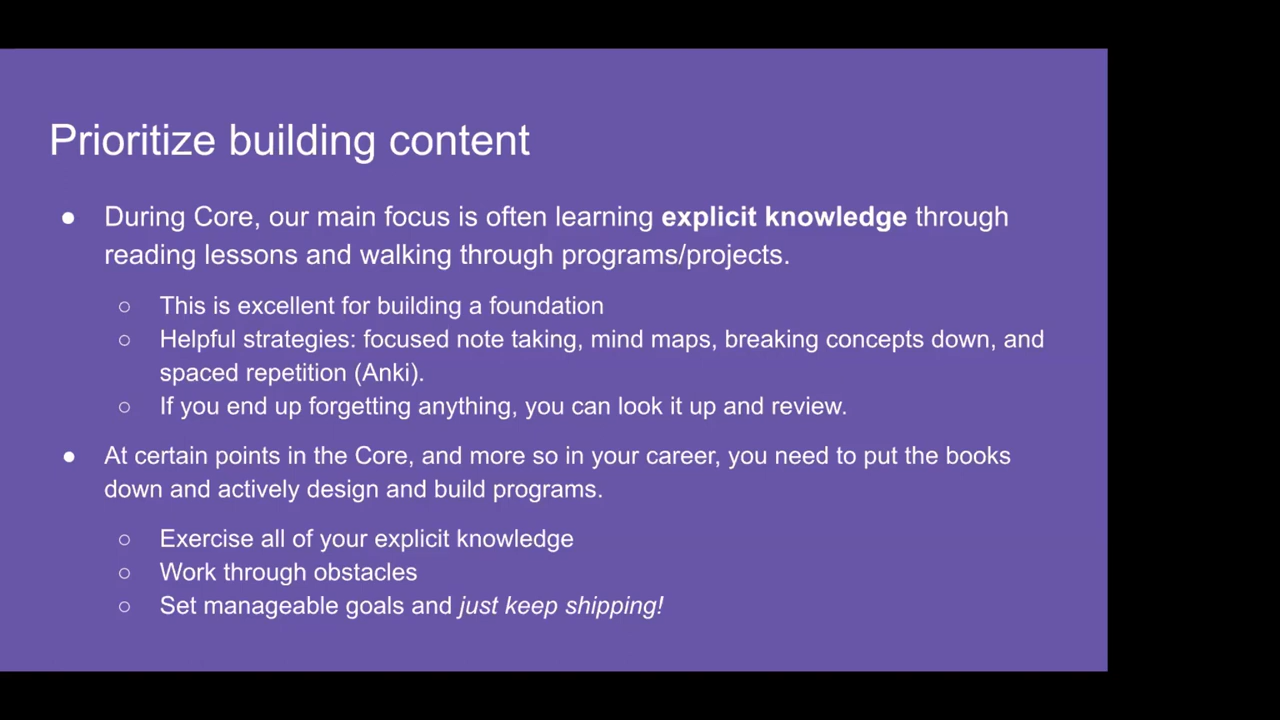 Prioritize building content
● During Core, our main focus is often learning explicit knowledge through
reading lessons and walking through programs/projects.
○ This is excellent for building a foundation
○ Helpful strategies: focused note taking, mind maps, breaking concepts down, and
spaced repetition (Anki).
○ If you end up forgetting anything, you can look it up and review.
● At certain points in the Core, and more so in your career, you need to put the books
down and actively design and build programs.
○ Exercise all of your explicit knowledge
○ Work through obstacles
○ Set manageable goals and just keep shipping!